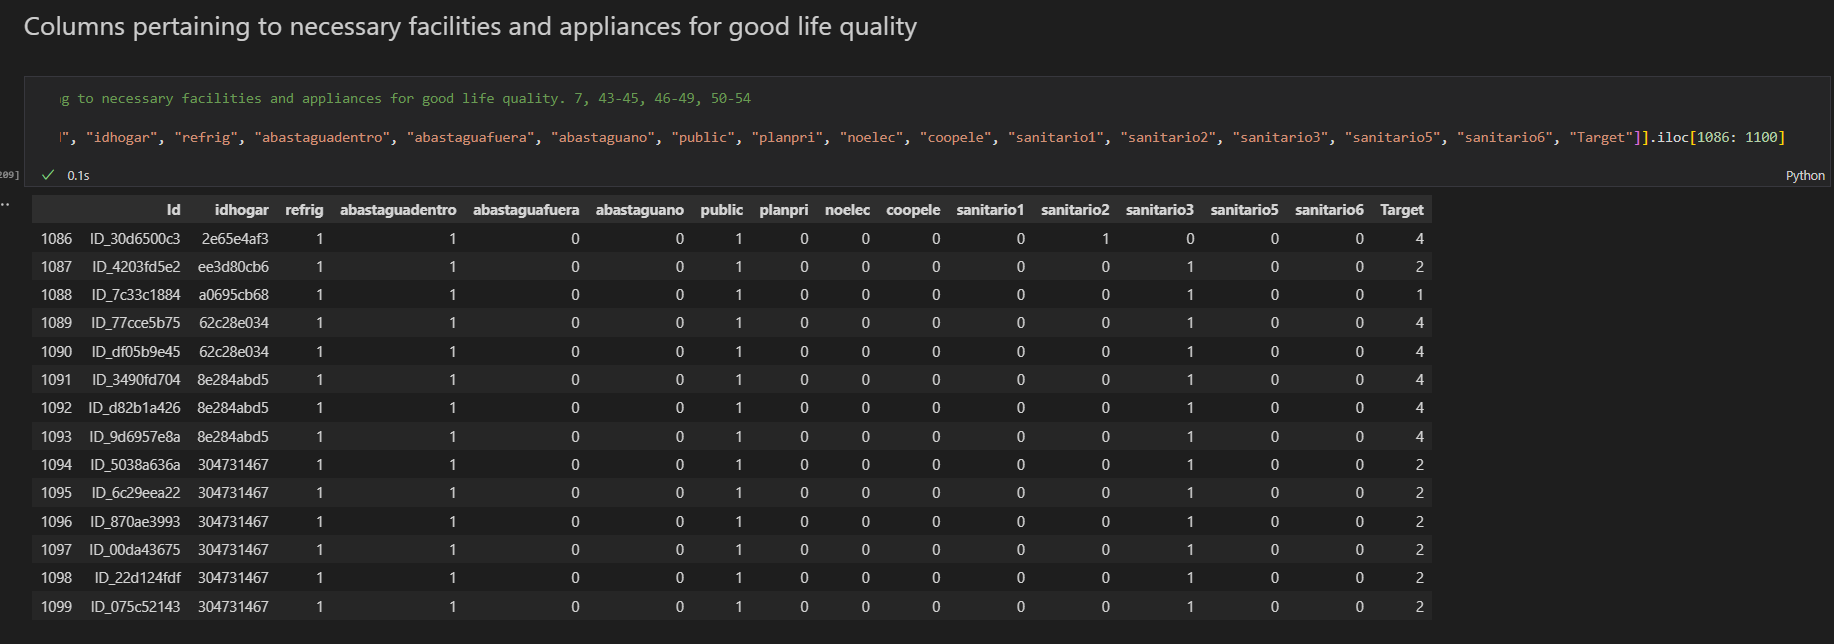 Columns pertaining to necessary facilities and appliances for good life quality
g to necessary facilities and appliances for good life quality. 7, 43-45, 46-49, 50-54
", "idhogar", "refrig", "abastaguadentro", "abastaguafuera", "abastaguano", "public", "planpri", "noelec", "coopele", "sanitario1", "sanitario2", "sanitario3", "sanitario5", "sanitario6", "Target"]].iloc[1086: 1100]
209] ✓ 0.1s Python
Id idhogar refrig abastaguadentro abastaguafuera abastaguano public planpri noelec coopele sanitario1 sanitario2 sanitario3 sanitario5 sanitario6 Target
1086 ID_30d6500c3 2e65e4af3 1 1 0 0 1 0 0 0 0 1 0 0 0 4
1087 ID_4203fd5e2 ee3d80cb6 1 1 0 0 1 0 0 0 0 0 1 0 0 2
1088 ID_7c33c1884 a0695cb68 1 1 0 0 1 0 0 0 0 0 1 0 0 1
1089 ID_77cce5b75 62c28e034 1 1 0 0 1 0 0 0 0 0 1 0 0 4
1090 ID_df05b9e45 62c28e034 1 1 0 0 1 0 0 0 0 0 1 0 0 4
1091 ID_3490fd704 8e284abd5 1 1 0 0 1 0 0 0 0 0 1 0 0 4
1092 ID_d82b1a426 8e284abd5 1 1 0 0 1 0 0 0 0 0 1 0 0 4
1093 ID_9d6957e8a 8e284abd5 1 1 0 0 1 0 0 0 0 0 1 0 0 4
1094 ID_5038a636a 304731467 1 1 0 0 1 0 0 0 0 0 1 0 0 2
1095 ID_6c29eea22 304731467 1 1 0 0 1 0 0 0 0 0 1 0 0 2
1096 ID_870ae3993 304731467 1 1 0 0 1 0 0 0 0 0 1 0 0 2
1097 ID_00da43675 304731467 1 1 0 0 1 0 0 0 0 0 1 0 0 2
1098 ID_22d124fdf 304731467 1 1 0 0 1 0 0 0 0 0 1 0 0 2
1099 ID_075c52143 304731467 1 1 0 0 1 0 0 0 0 0 1 0 0 2